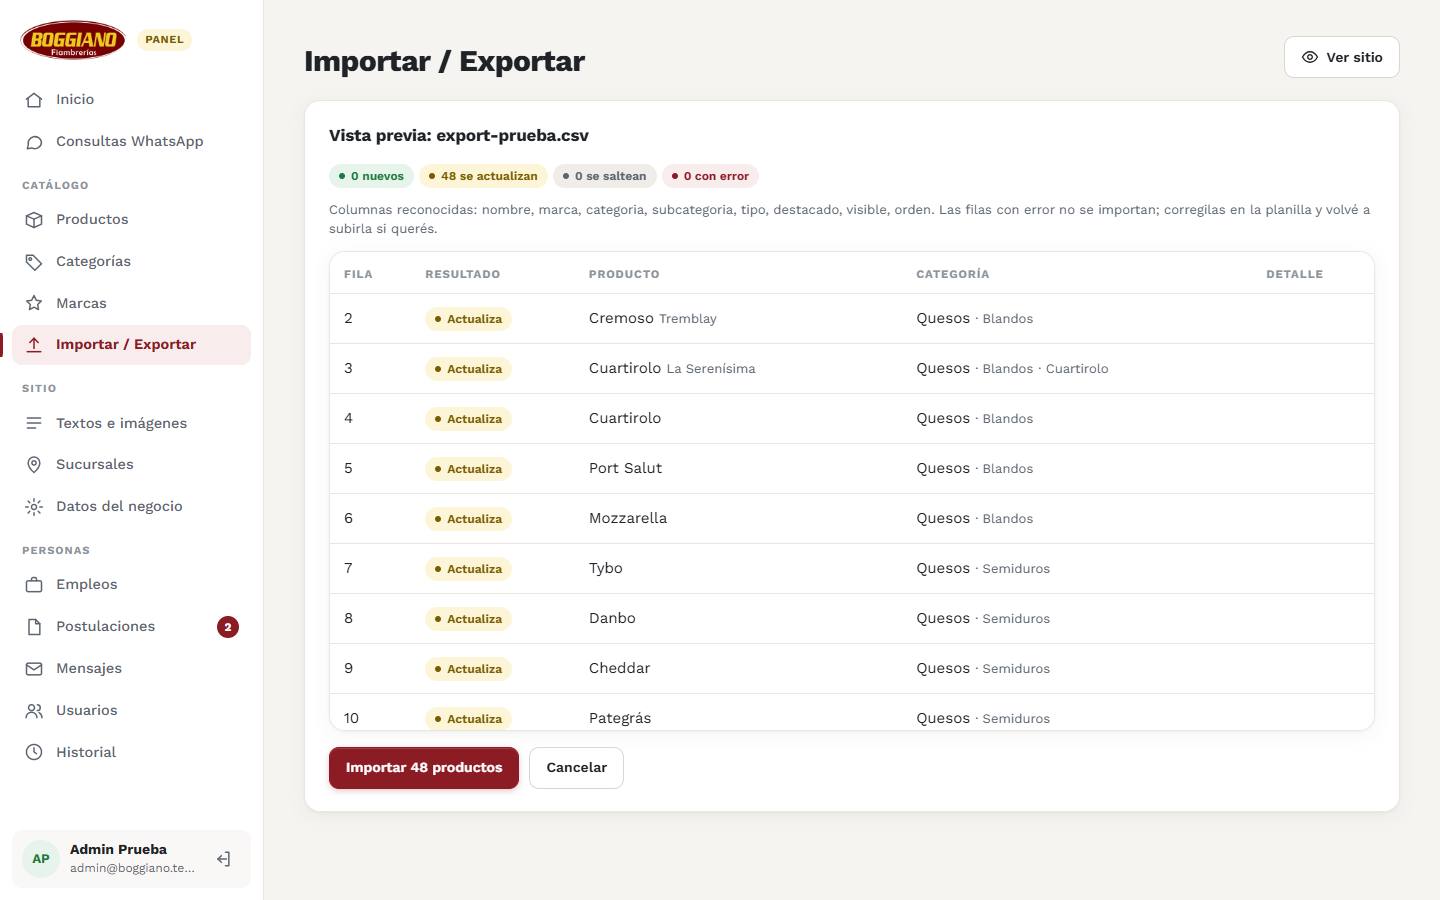 BOGGIANO
Fiambrerías
PANEL
Inicio
Consultas WhatsApp
CATÁLOGO
Productos
Categorías
Marcas
Importar / Exportar
SITIO
Textos e imágenes
Sucursales
Datos del negocio
PERSONAS
Empleos
Postulaciones 2
Mensajes
Usuarios
Historial
AP
Admin Prueba
admin@boggiano.te...
Importar / Exportar
Ver sitio
Vista previa: export-prueba.csv
0 nuevos 48 se actualizan 0 se saltean 0 con error
Columnas reconocidas: nombre, marca, categoria, subcategoria, tipo, destacado, visible, orden. Las filas con error no se importan; corregilas en la planilla y volvé a
subirla si querés.
FILA RESULTADO PRODUCTO CATEGORÍA DETALLE
2 Actualiza Cremoso Tremblay Quesos · Blandos
3 Actualiza Cuartirolo La Serenísima Quesos · Blandos · Cuartirolo
4 Actualiza Cuartirolo Quesos · Blandos
5 Actualiza Port Salut Quesos · Blandos
6 Actualiza Mozzarella Quesos · Blandos
7 Actualiza Tybo Quesos · Semiduros
8 Actualiza Danbo Quesos · Semiduros
9 Actualiza Cheddar Quesos · Semiduros
10 Actualiza Pategrás Quesos · Semiduros
Importar 48 productos Cancelar